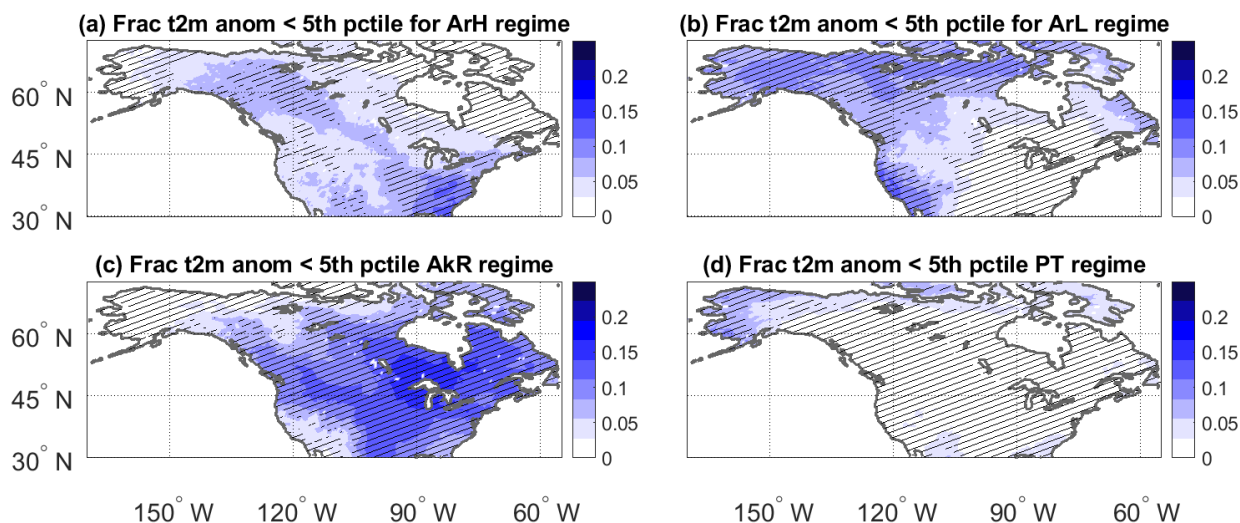 (a) Frac t2m anom < 5th pctile for ArH regime
(b) Frac t2m anom < 5th pctile for ArL regime
60° N
45° N
30° N
0.2
0.15
0.1
0.05
0
0.2
0.15
0.1
0.05
0
(c) Frac t2m anom < 5th pctile AkR regime
(d) Frac t2m anom < 5th pctile PT regime
60° N
45° N
30° N
0.2
0.15
0.1
0.05
0
0.2
0.15
0.1
0.05
0
150° W 120° W 90° W 60° W
150° W 120° W 90° W 60° W